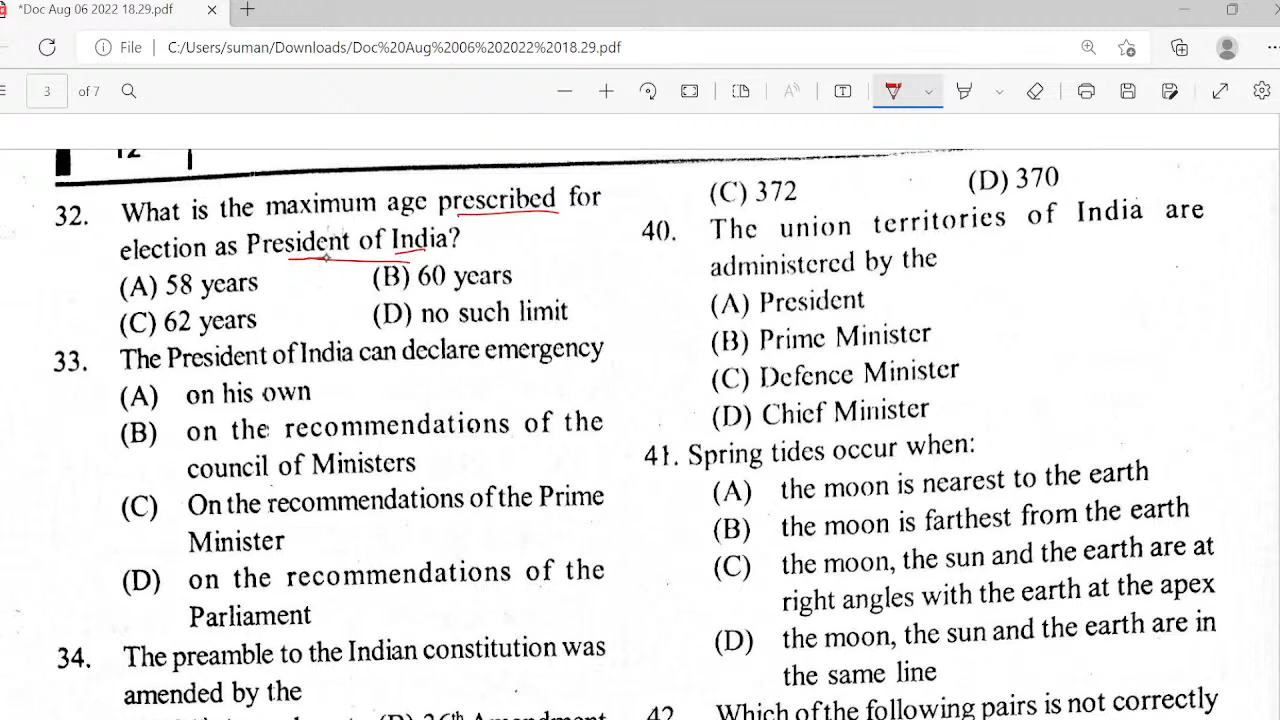 *Doc Aug 06 2022 18.29.pdf
File C:/Users/suman/Downloads/Doc%20Aug%2006%202022%2018.29.pdf
3 of 7
12
32. What is the maximum age prescribed for
election as President of India?
(A) 58 years (B) 60 years
(C) 62 years (D) no such limit
33. The President of India can declare emergency
(A) on his own
(B) on the recommendations of the
council of Ministers
(C) On the recommendations of the Prime
Minister
(D) on the recommendations of the
Parliament
34. The preamble to the Indian constitution was
amended by the
(C) 372 (D) 370
40. The union territories of India are
administered by the
(A) President
(B) Prime Minister
(C) Defence Minister
(D) Chief Minister
41. Spring tides occur when:
(A) the moon is nearest to the earth
(B) the moon is farthest from the earth
(C) the moon, the sun and the earth are at
right angles with the earth at the apex
(D) the moon, the sun and the earth are in
the same line
42. Which of the following pairs is not correctly